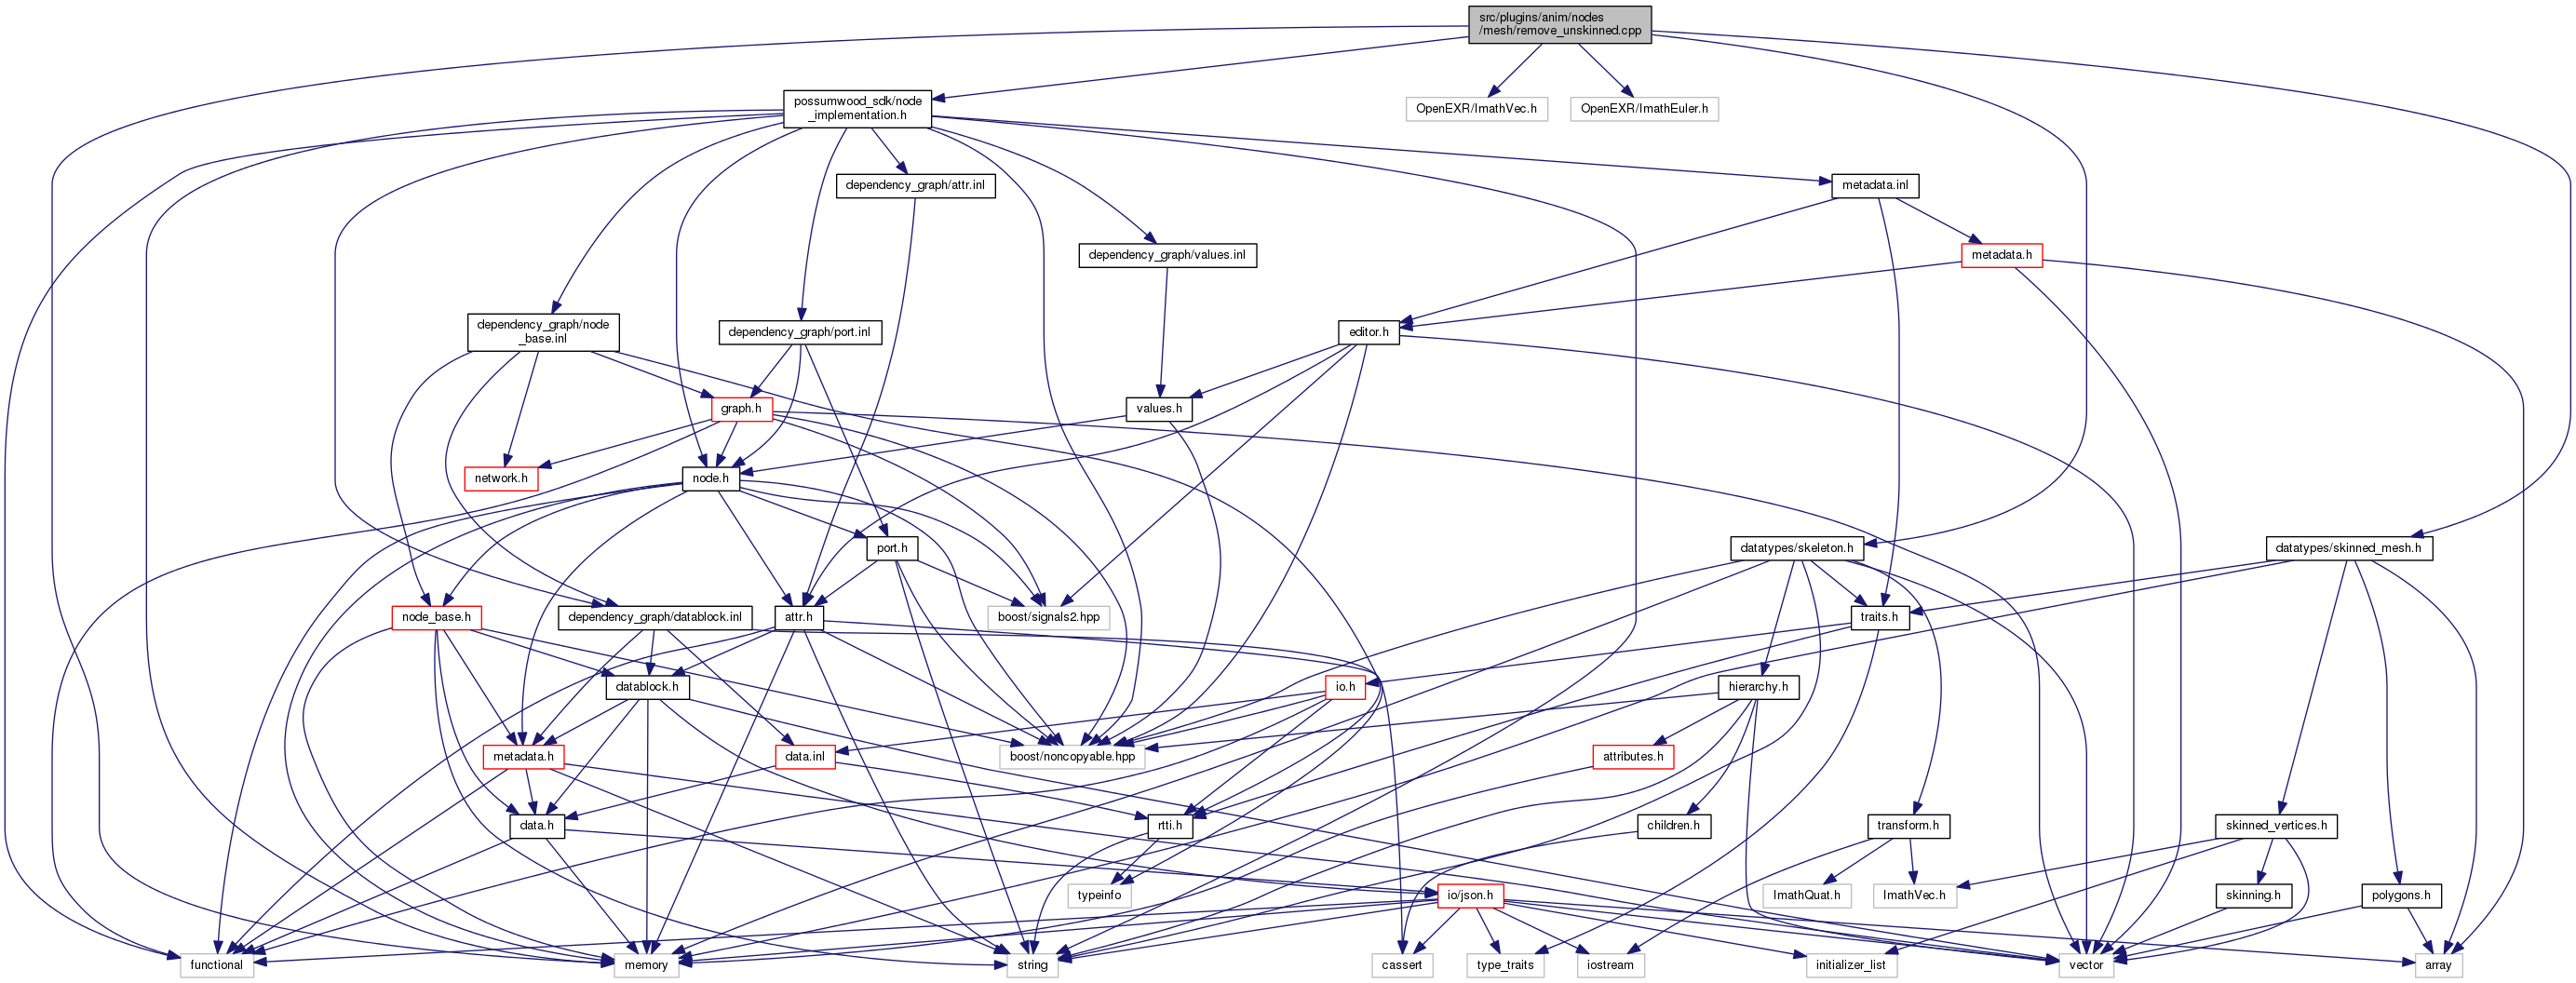 src/plugins/anim/nodes
/mesh/remove_unskinned.cpp
possumwood_sdk/node
_implementation.h
OpenEXR/ImathVec.h
OpenEXR/ImathEuler.h
dependency_graph/attr.inl
metadata.inl
dependency_graph/values.inl
metadata.h
dependency_graph/node
_base.inl
dependency_graph/port.inl
editor.h
graph.h
values.h
network.h
node.h
port.h
datatypes/skeleton.h
datatypes/skinned_mesh.h
node_base.h
dependency_graph/datablock.inl
attr.h
boost/signals2.hpp
traits.h
datablock.h
io.h
hierarchy.h
metadata.h
data.inl
boost/noncopyable.hpp
attributes.h
data.h
rtti.h
children.h
transform.h
skinned_vertices.h
typeinfo
io/json.h
ImathQuat.h
ImathVec.h
skinning.h
polygons.h
functional
memory
string
cassert
type_traits
iostream
initializer_list
vector
array